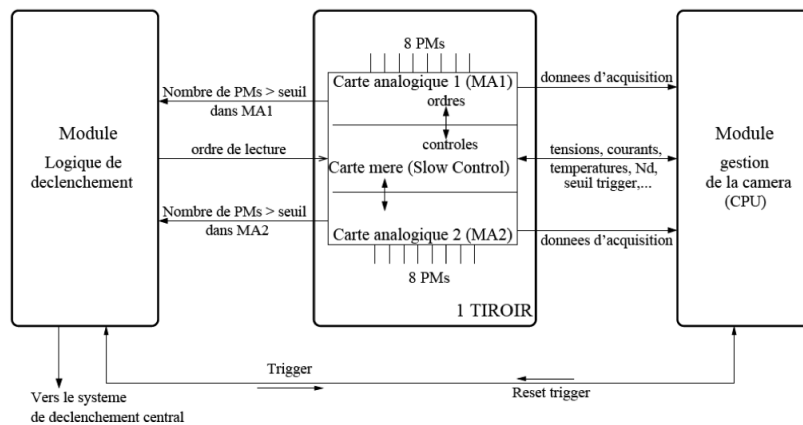 8 PMs
Carte analogique 1 (MA1)
ordres
controles
Carte mere (Slow Control)
Carte analogique 2 (MA2)
8 PMs
1 TIROIR
Module
Logique de
declenchement
Nombre de PMs > seuil
dans MA1
ordre de lecture
Nombre de PMs > seuil
dans MA2
donnees d'acquisition
tensions, courants,
temperatures, Nd,
seuil trigger,...
donnees d'acquisition
Module
gestion
de la camera
(CPU)
Trigger
Reset trigger
Vers le systeme
de declenchement central